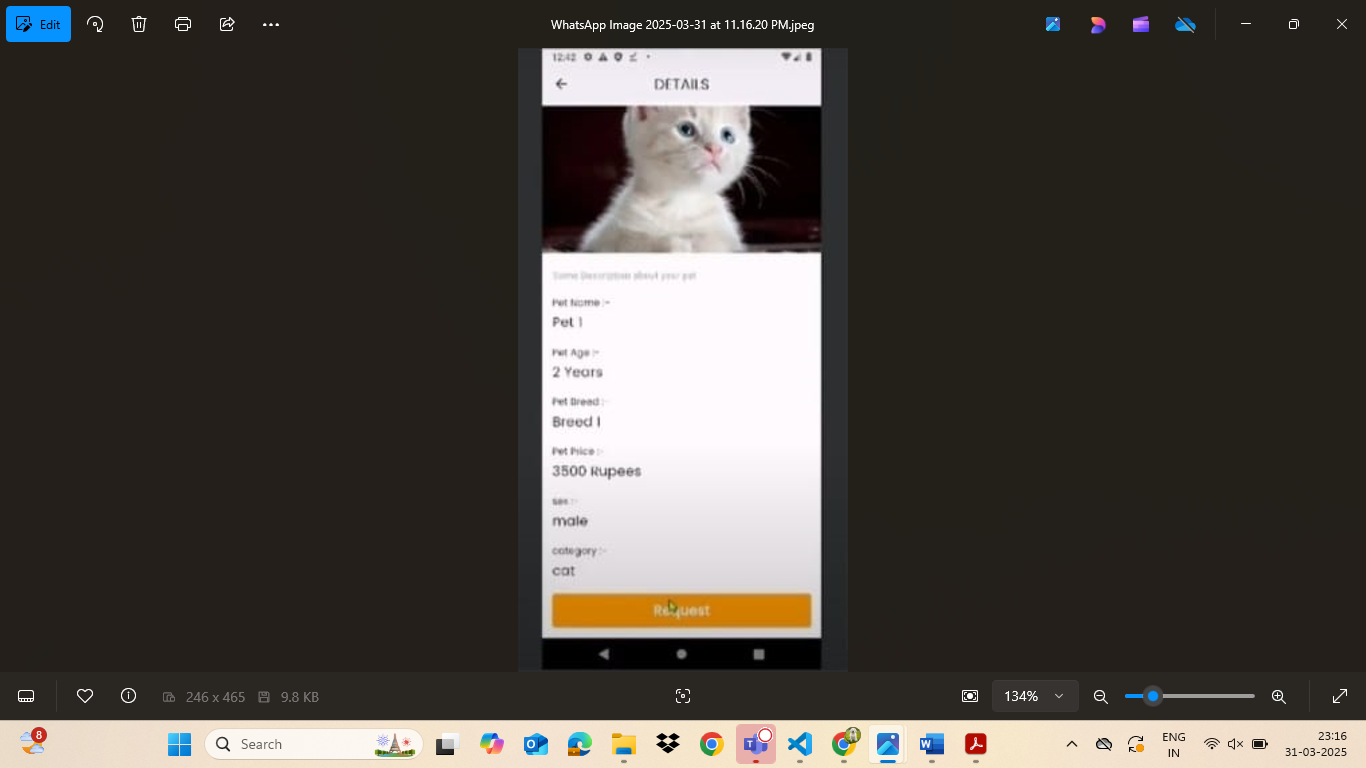 Edit
WhatsApp Image 2025-03-31 at 11.16.20 PM.jpeg
12:42
DETAILS
Some Description about your pet
Pet Name :-
Pet 1
Pet Age :-
2 Years
Pet Breed :-
Breed 1
Pet Price :-
3500 Rupees
sex :-
male
category :-
cat
Request
246 x 465
9.8 KB
134%
8
Search
ENG
IN
23:16
31-03-2025